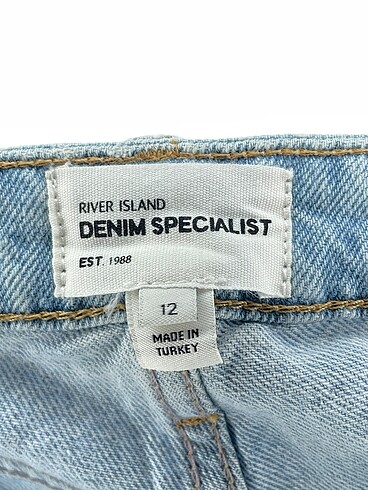 RIVER ISLAND
DENIM SPECIALIST
EST. 1988
12
MADE IN
TURKEY